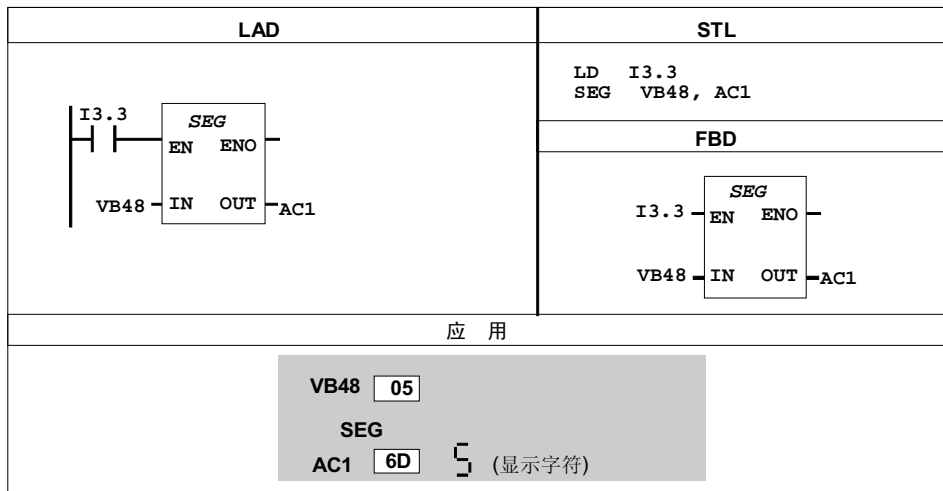 LAD
STL
I3.3
SEG
EN ENO
VB48 IN OUT AC1
LD I3.3
SEG VB48, AC1
FBD
SEG
I3.3 EN ENO
VB48 IN OUT AC1
应 用
VB48 05
SEG
AC1 6D (显示字符)